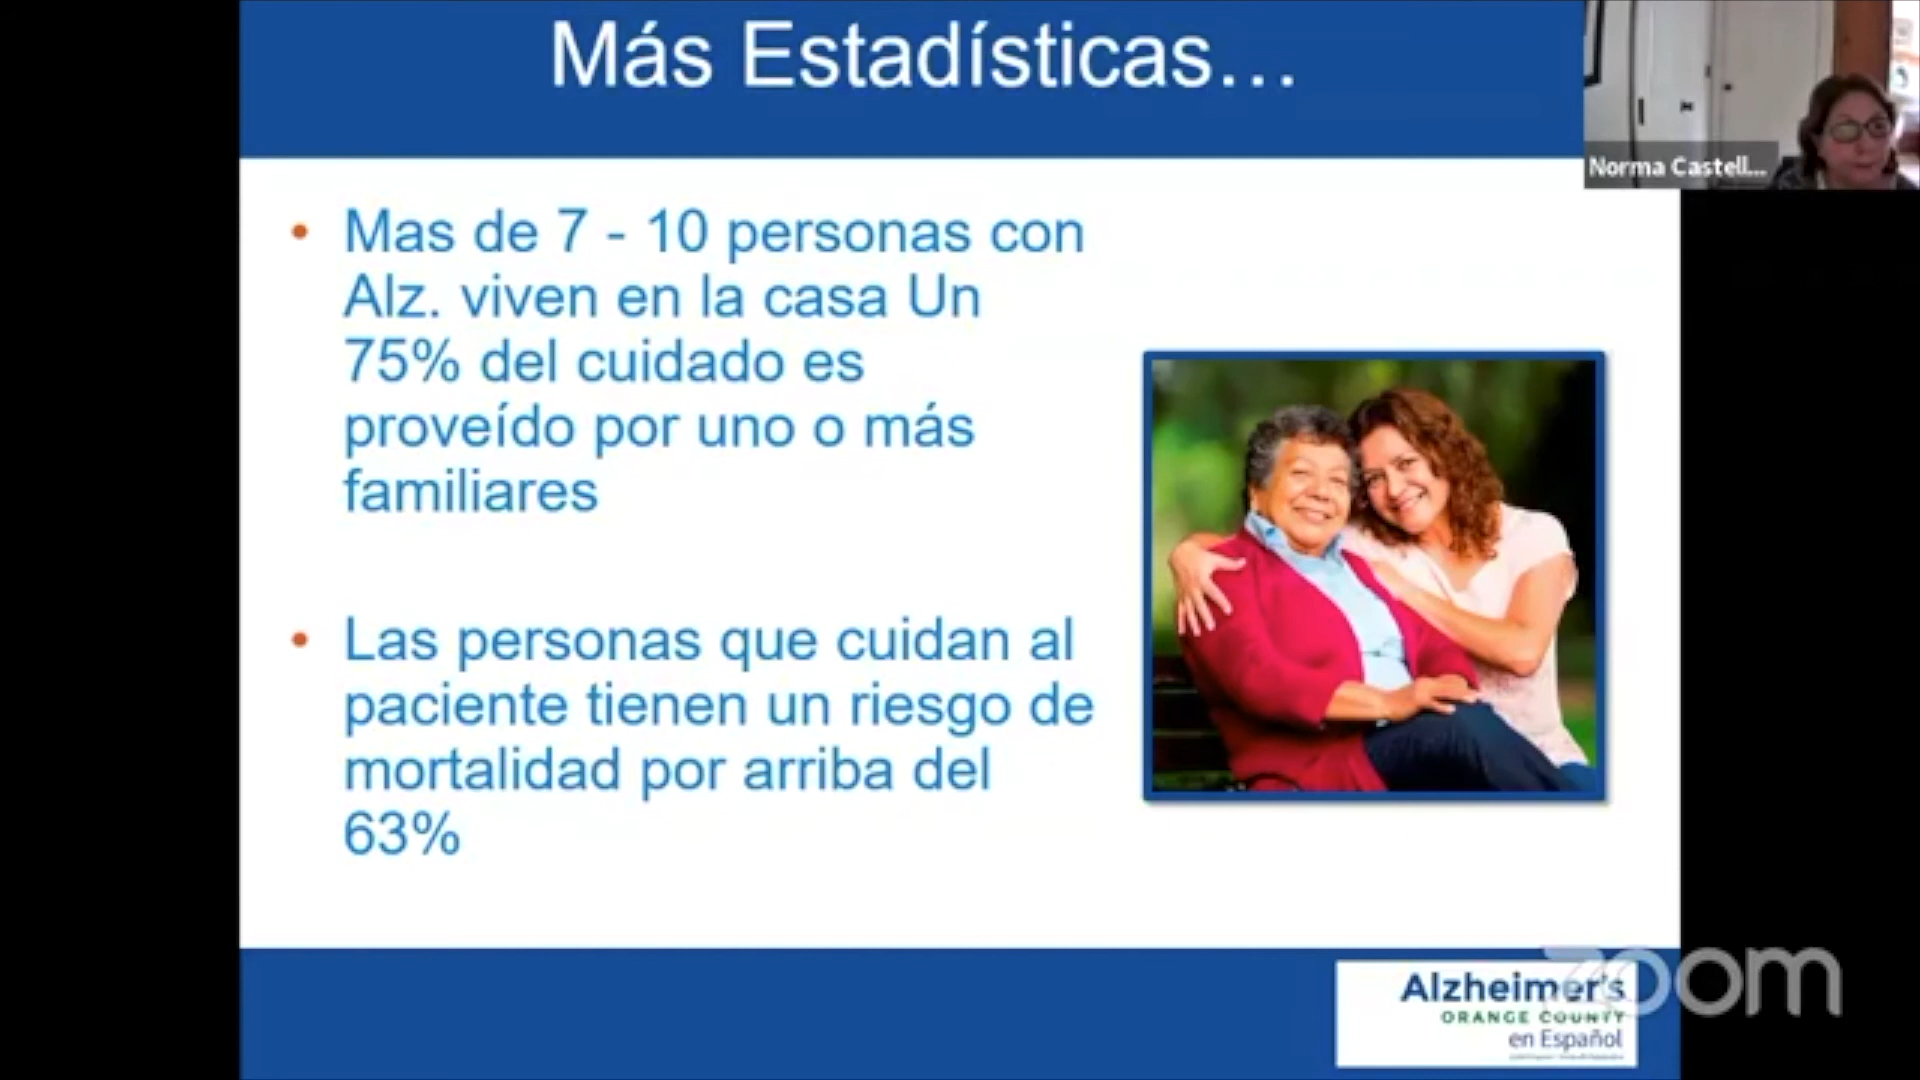 Más Estadísticas...
Norma Castell...
• Mas de 7 - 10 personas con
Alz. viven en la casa Un
75% del cuidado es
proveído por uno o más
familiares
• Las personas que cuidan al
paciente tienen un riesgo de
mortalidad por arriba del
63%
zoom
Alzheimer's
ORANGE COUNTY
en Español